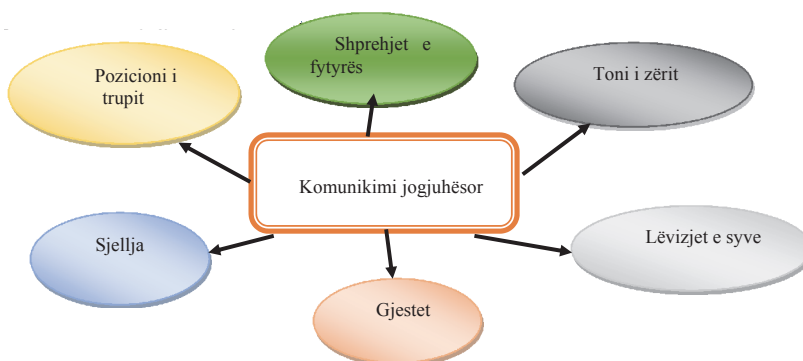 Shprehjet e
fytyrës
Pozicioni i
trupit
Toni i zërit
Komunikimi jogjuhësor
Sjellja
Lëvizjet e syve
Gjestet